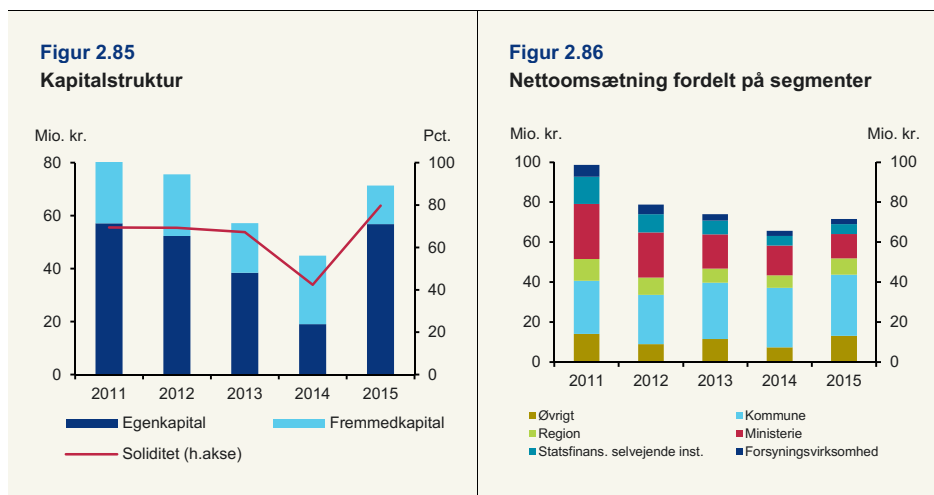 Figur 2.85
Kapitalstruktur
Mio. kr.
Pct.
80
60
40
20
0
100
80
60
40
20
0
2011 2012 2013 2014 2015
Egenkapital Fremmedkapital
Soliditet (h.akse)
Figur 2.86
Nettoomsætning fordelt på segmenter
Mio. kr.
Mio. kr.
100
80
60
40
20
0
100
80
60
40
20
0
2011 2012 2013 2014 2015
Øvrigt Kommune
Region Ministerie
Statsfinans. selvejende inst. Forsyningsvirksomhed